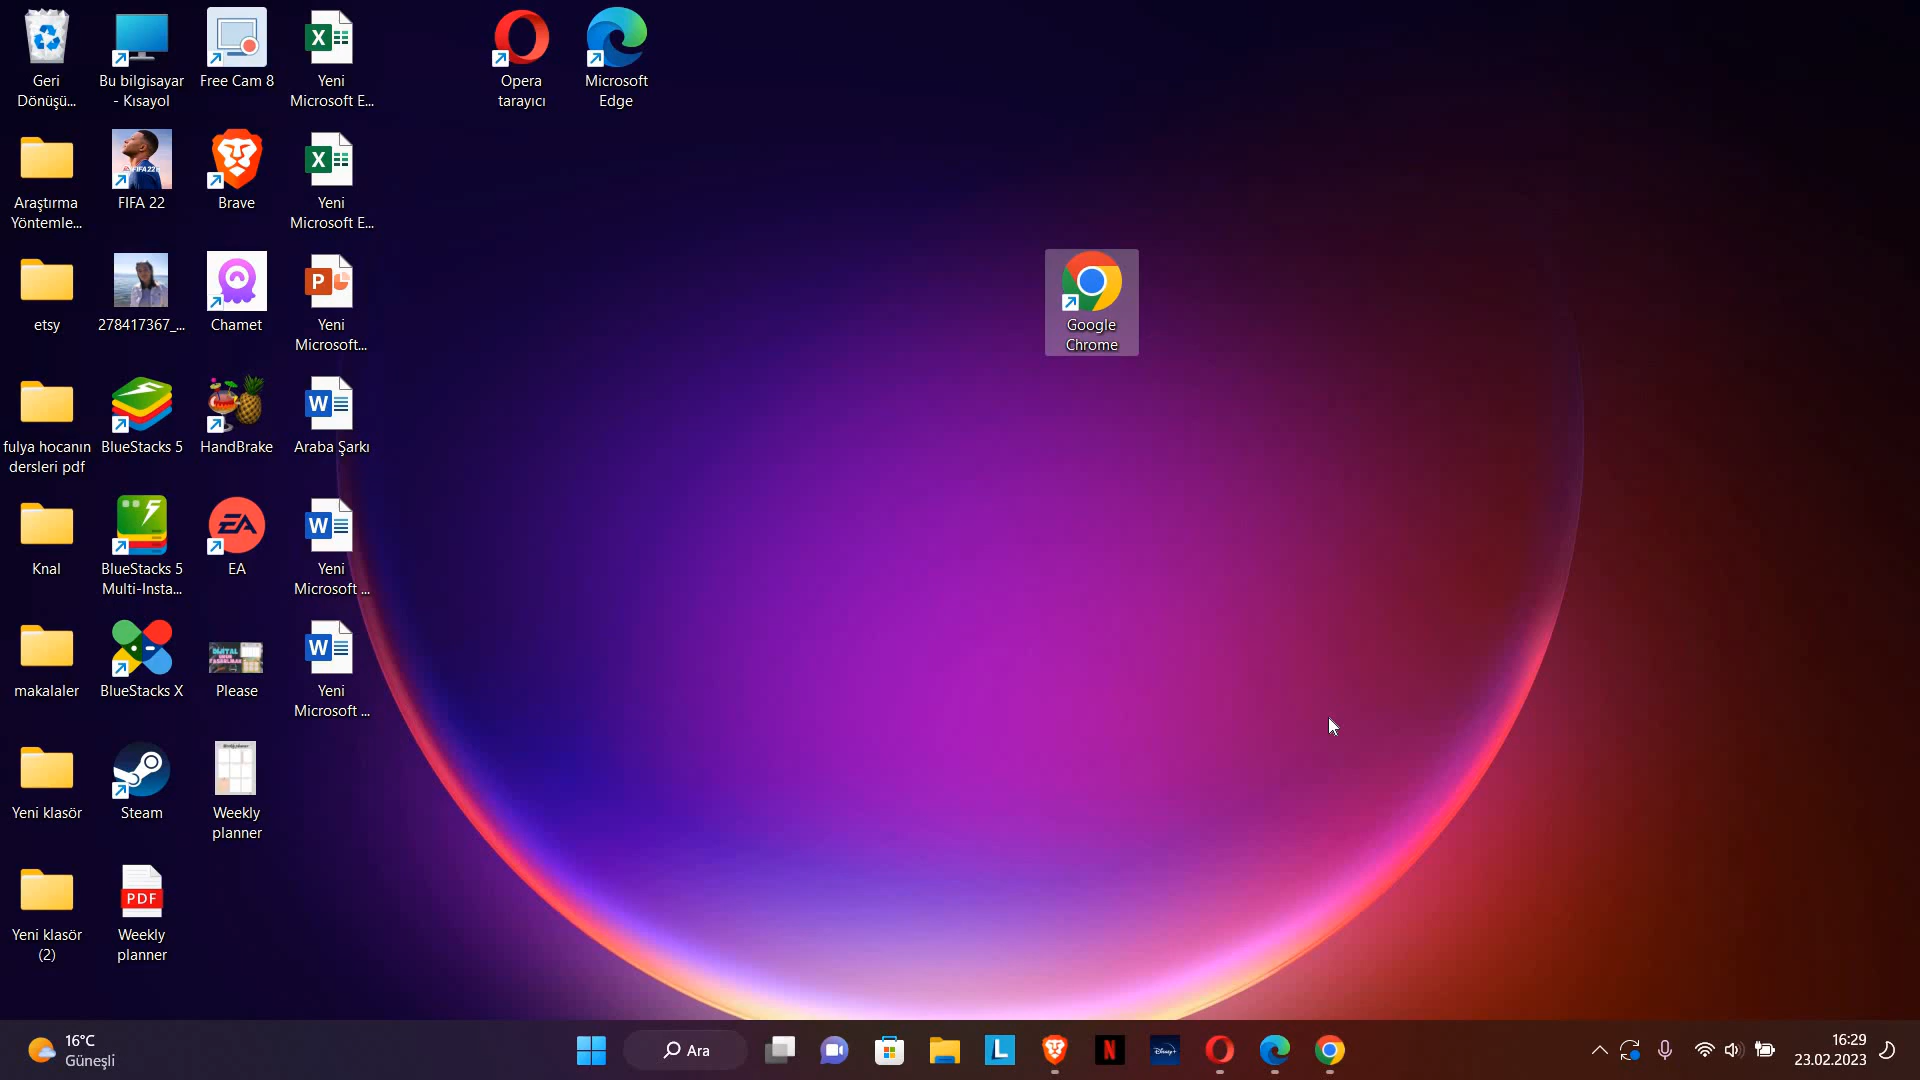 Geri
Dönüşü...
Bu bilgisayar
- Kısayol
Free Cam 8
Yeni
Microsoft E...
Opera
tarayıcı
Microsoft
Edge
Araştırma
Yöntemle...
FIFA 22
Brave
Yeni
Microsoft E...
etsy
278417367_...
Chamet
Yeni
Microsoft...
Google
Chrome
fulya hocanın
dersleri pdf
BlueStacks 5
HandBrake
Araba Şarkı
Knal
BlueStacks 5
Multi-Insta...
EA
Yeni
Microsoft ...
makalaler
BlueStacks X
Please
Yeni
Microsoft ...
Yeni klasör
Steam
Weekly
planner
Yeni klasör
(2)
PDF
Weekly
planner
16°C
Güneşli
Ara
16:29
23.02.2023